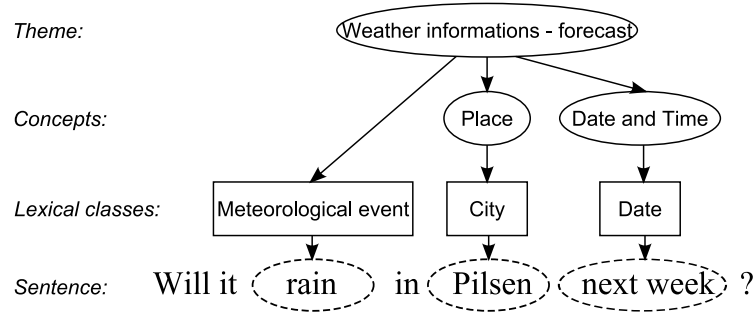 Theme: Weather informations - forecast
Concepts: Place Date and Time
Lexical classes: Meteorological event City Date
Sentence: Will it rain in Pilsen next week ?